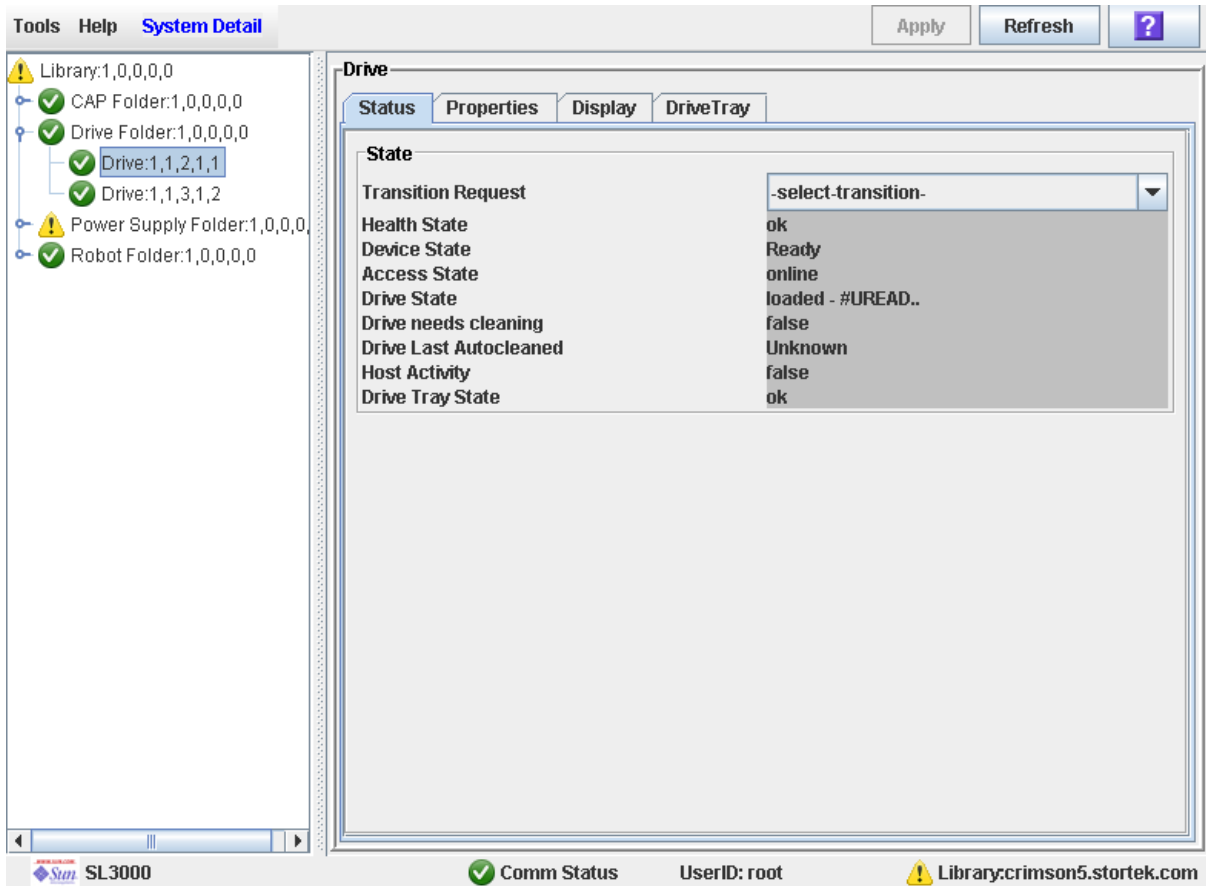 Tools Help System Detail
Apply Refresh ?
Library:1,0,0,0,0
CAP Folder:1,0,0,0,0
Drive Folder:1,0,0,0,0
Drive:1,1,2,1,1
Drive:1,1,3,1,2
Power Supply Folder:1,0,0,0,
Robot Folder:1,0,0,0,0
Drive
Status Properties Display DriveTray
State
Transition Request -select-transition-
Health State ok
Device State Ready
Access State online
Drive State loaded - #UREAD..
Drive needs cleaning false
Drive Last Autocleaned Unknown
Host Activity false
Drive Tray State ok
Sun SL3000 Comm Status UserID: root Library:crimson5.stortek.com